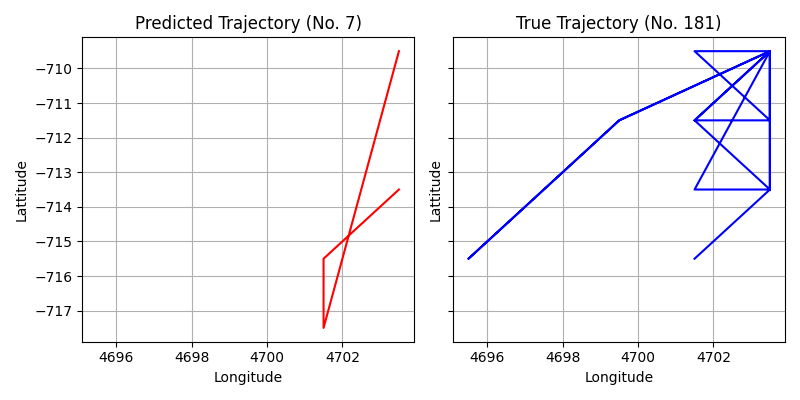 Predicted Trajectory (No. 7)
True Trajectory (No. 181)
Lattitude
−710
−711
−712
−713
−714
−715
−716
−717
4696
4698
4700
4702
Longitude
Lattitude
4696
4698
4700
4702
Longitude